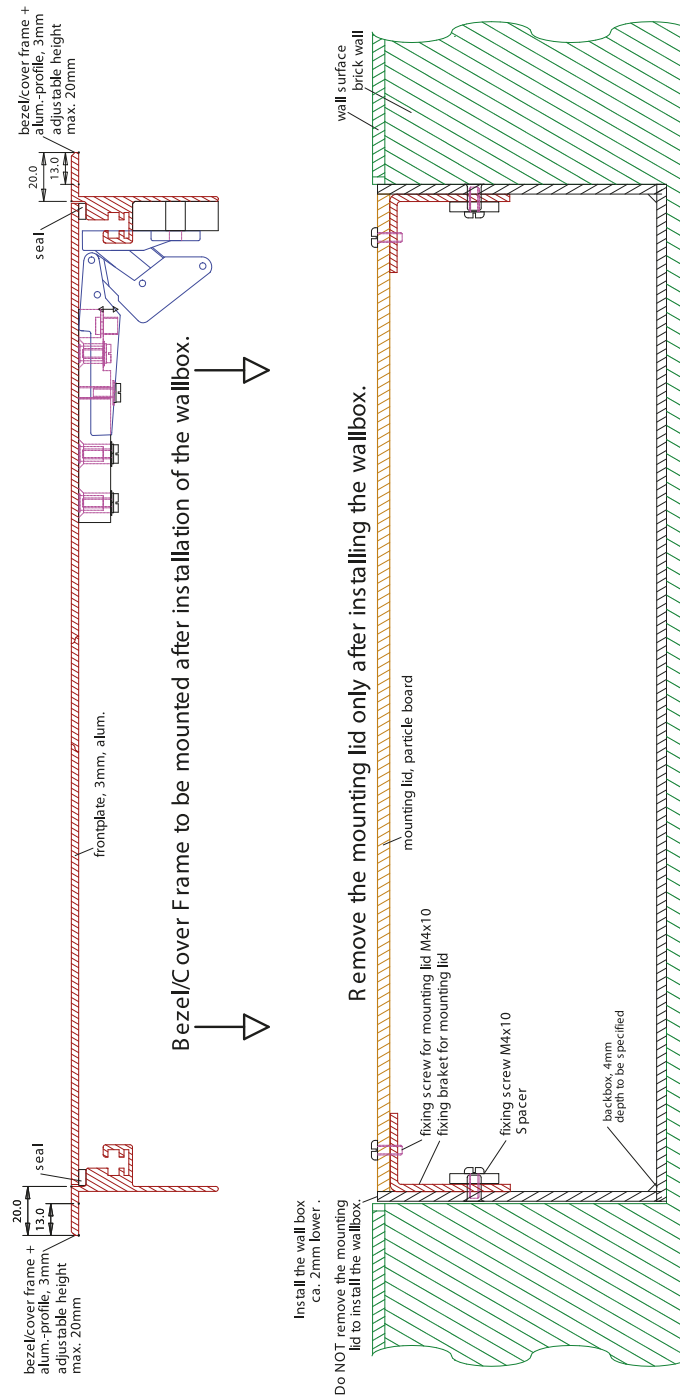 bezel/cover frame +
alum.-profile, 3mm
adjustable height
max. 20mm
20.0
13.0
seal
frontplate, 3mm, alum.
seal
20.0
13.0
bezel/cover frame +
alum.-profile, 3mm
adjustable height
max. 20mm
Bezel/Cover Frame to be mounted after installation of the wallbox.
Install the wall box
ca. 2mm lower .
Do NOT remove the mounting
lid to install the wallbox.
Remove the mounting lid only after installing the wallbox.
wall surface
brick wall
mounting lid, particle board
fixing screw for mounting lid M4x10
fixing braket for mounting lid
fixing screw M4x10
Spacer
backbox, 4mm
depth to be specified